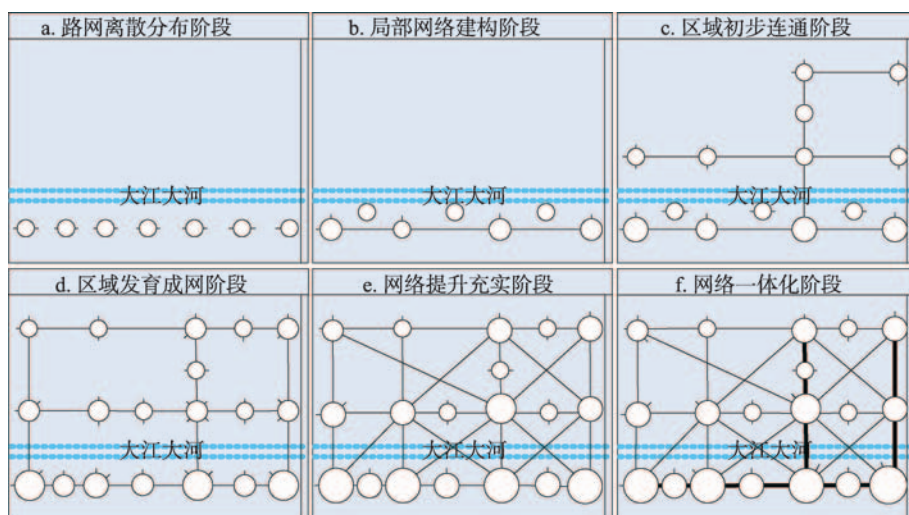 a. 路网离散分布阶段
b. 局部网络建构阶段
c. 区域初步连通阶段
大江大河
大江大河
大江大河
d. 区域发育成网阶段
e. 网络提升充实阶段
f. 网络一体化阶段
大江大河
大江大河
大江大河